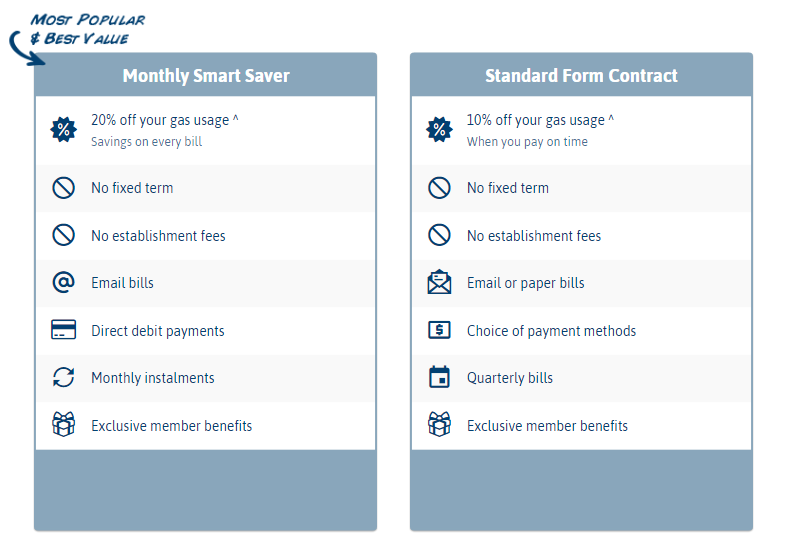 Most Popular
& Best Value
Monthly Smart Saver
20% off your gas usage ^
Savings on every bill
No fixed term
No establishment fees
Email bills
Direct debit payments
Monthly instalments
Exclusive member benefits
Standard Form Contract
10% off your gas usage ^
When you pay on time
No fixed term
No establishment fees
Email or paper bills
Choice of payment methods
Quarterly bills
Exclusive member benefits